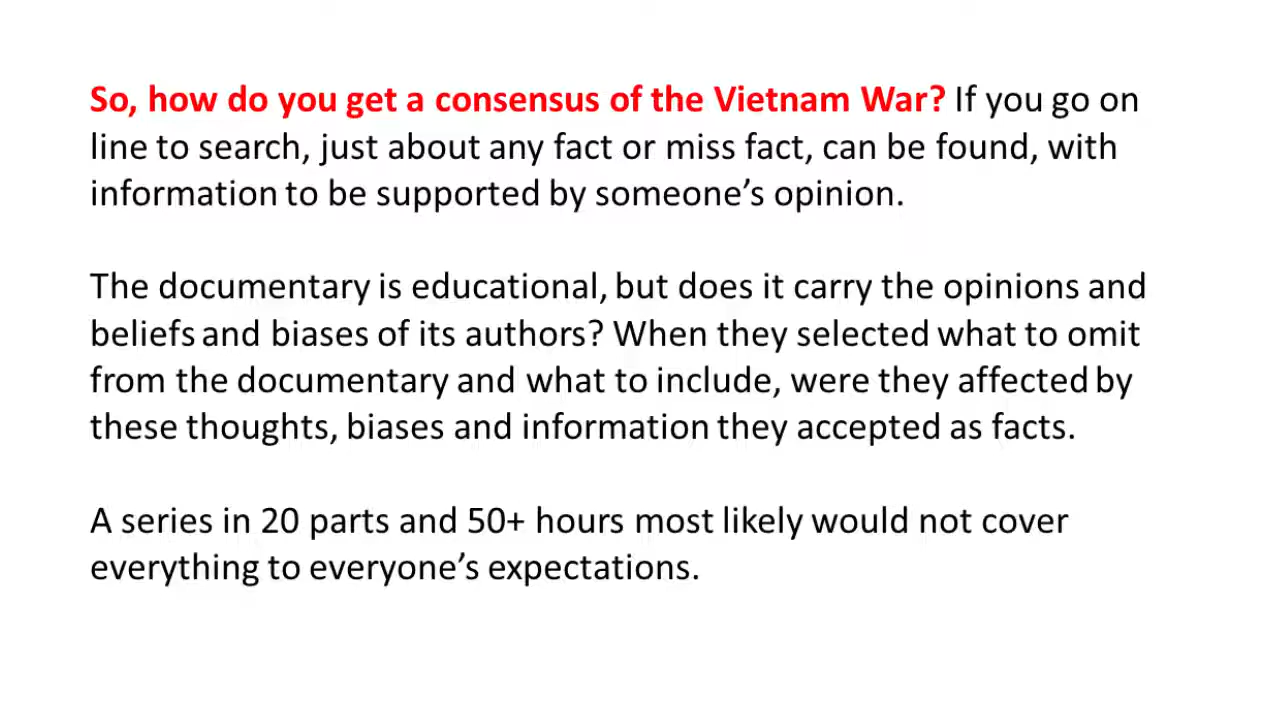 So, how do you get a consensus of the Vietnam War? If you go on
line to search, just about any fact or miss fact, can be found, with
information to be supported by someone’s opinion.
The documentary is educational, but does it carry the opinions and
beliefs and biases of its authors? When they selected what to omit
from the documentary and what to include, were they affected by
these thoughts, biases and information they accepted as facts.
A series in 20 parts and 50+ hours most likely would not cover
everything to everyone’s expectations.